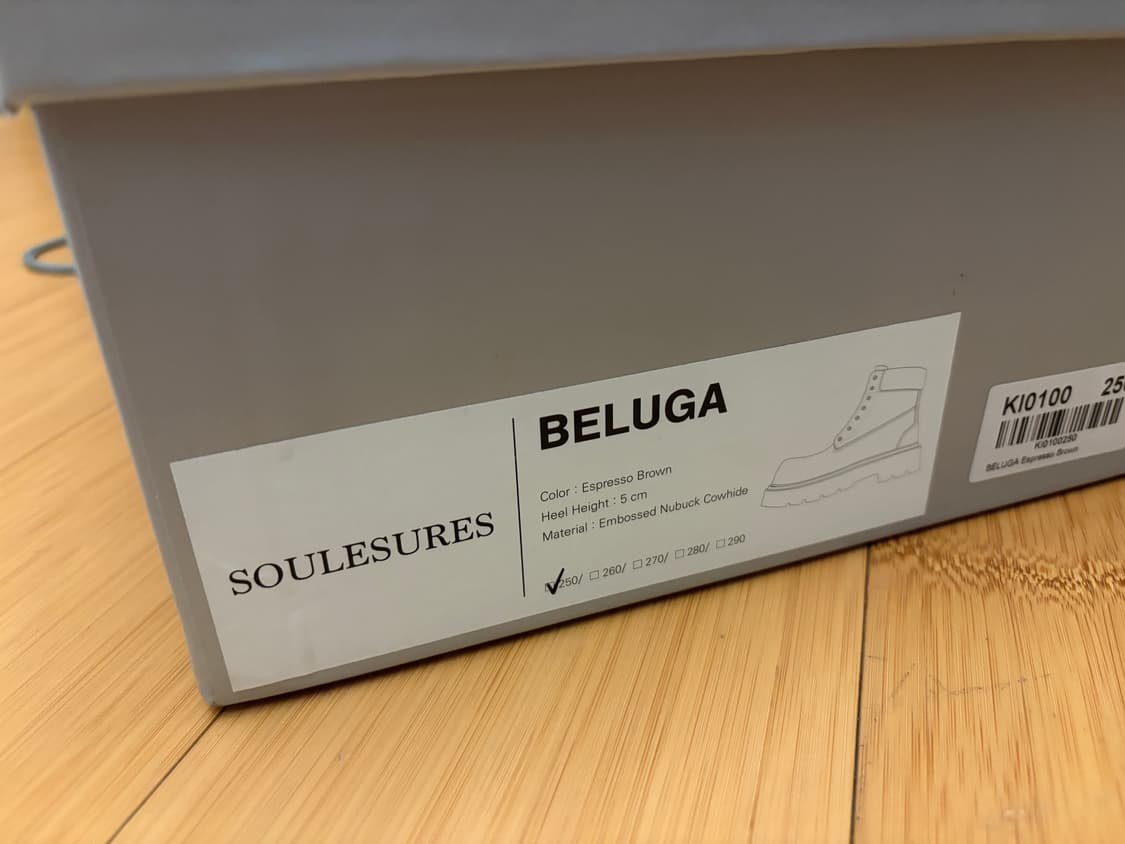 SOULESURES
BELUGA
Color : Espresso Brown
Heel Height : 5 cm
Material : Embossed Nubuck Cowhide
250/ 260/ 270/ 280/ 290
KI0100
KI0100250
BELUGA Espresso Brown